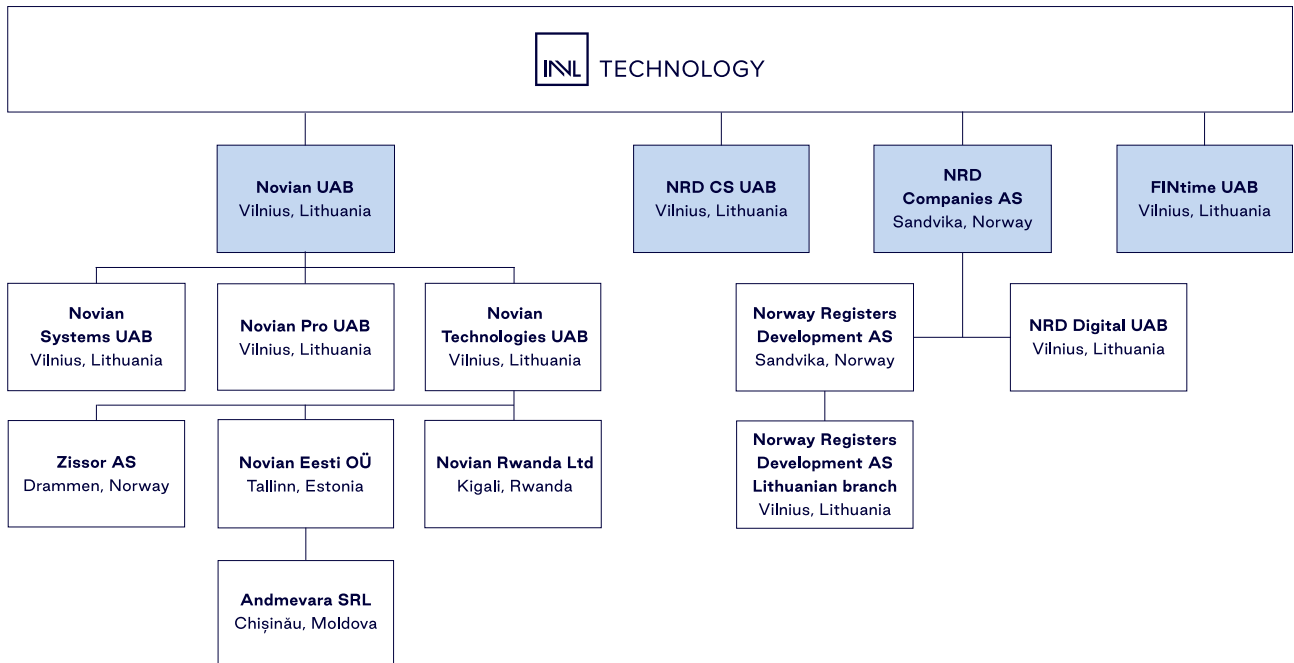 INVL TECHNOLOGY
Novian UAB
Vilnius, Lithuania
NRD CS UAB
Vilnius, Lithuania
NRD
Companies AS
Sandvika, Norway
FINtime UAB
Vilnius, Lithuania
Novian
Systems UAB
Vilnius, Lithuania
Novian Pro UAB
Vilnius, Lithuania
Novian
Technologies UAB
Vilnius, Lithuania
Norway Registers
Development AS
Sandvika, Norway
NRD Digital UAB
Vilnius, Lithuania
Zissor AS
Drammen, Norway
Novian Eesti OÜ
Tallinn, Estonia
Novian Rwanda Ltd
Kigali, Rwanda
Norway Registers
Development AS
Lithuanian branch
Vilnius, Lithuania
Andmevara SRL
Chișinău, Moldova